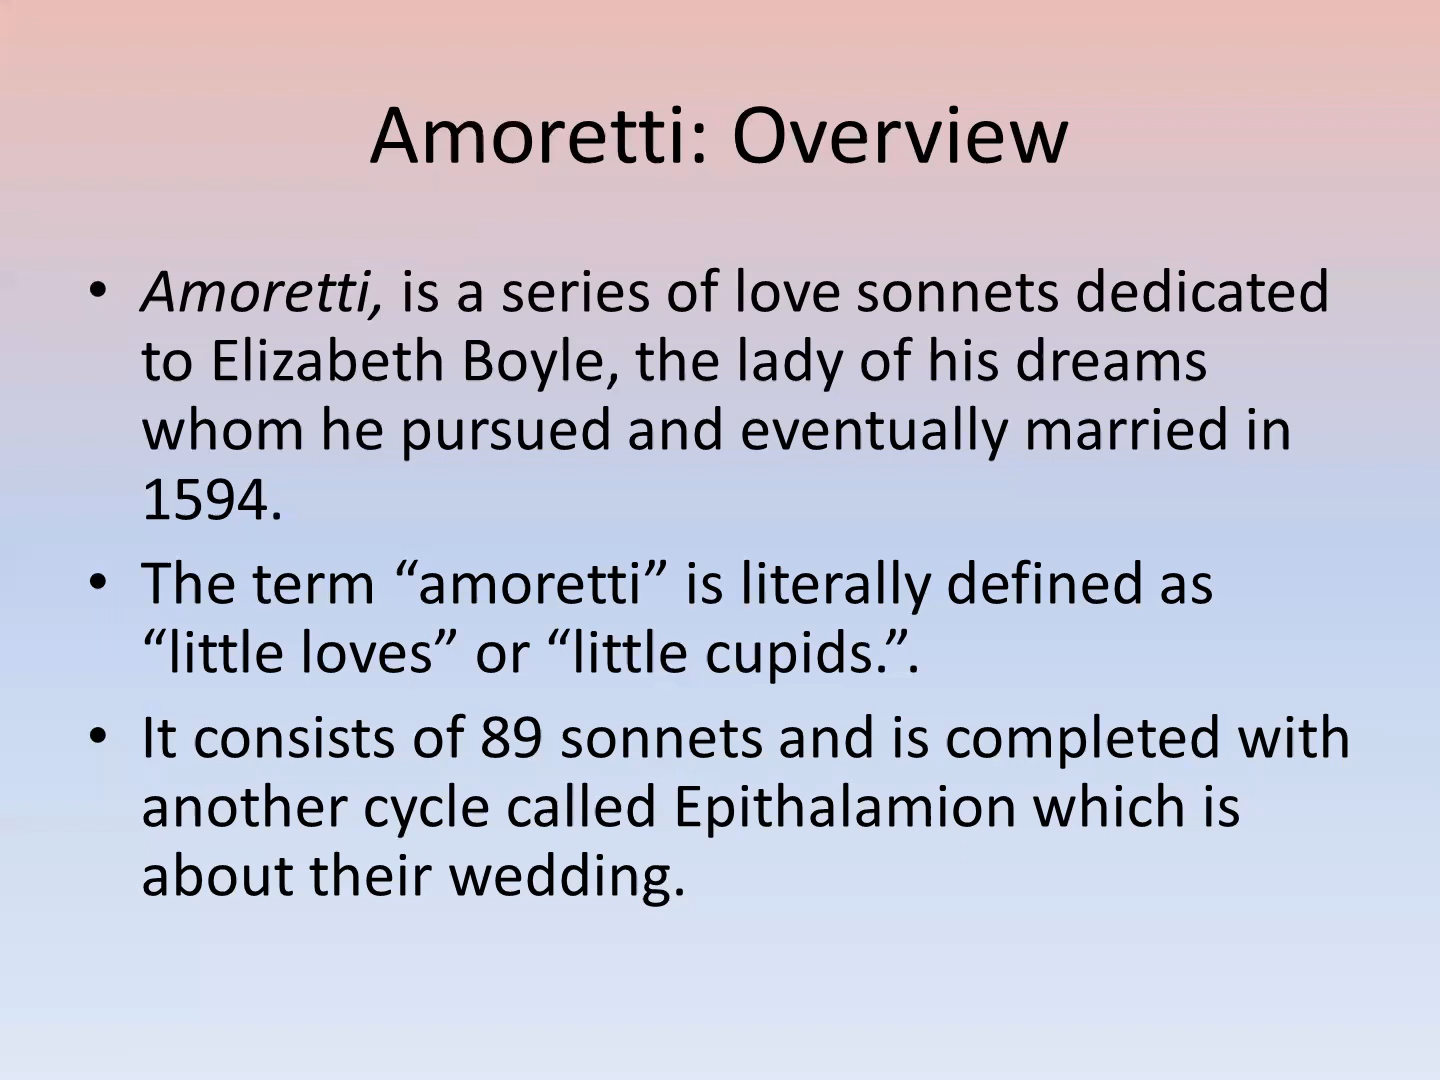 Amoretti: Overview
• Amoretti, is a series of love sonnets dedicated
to Elizabeth Boyle, the lady of his dreams
whom he pursued and eventually married in
1594.
• The term “amoretti” is literally defined as
“little loves” or “little cupids.”.
• It consists of 89 sonnets and is completed with
another cycle called Epithalamion which is
about their wedding.